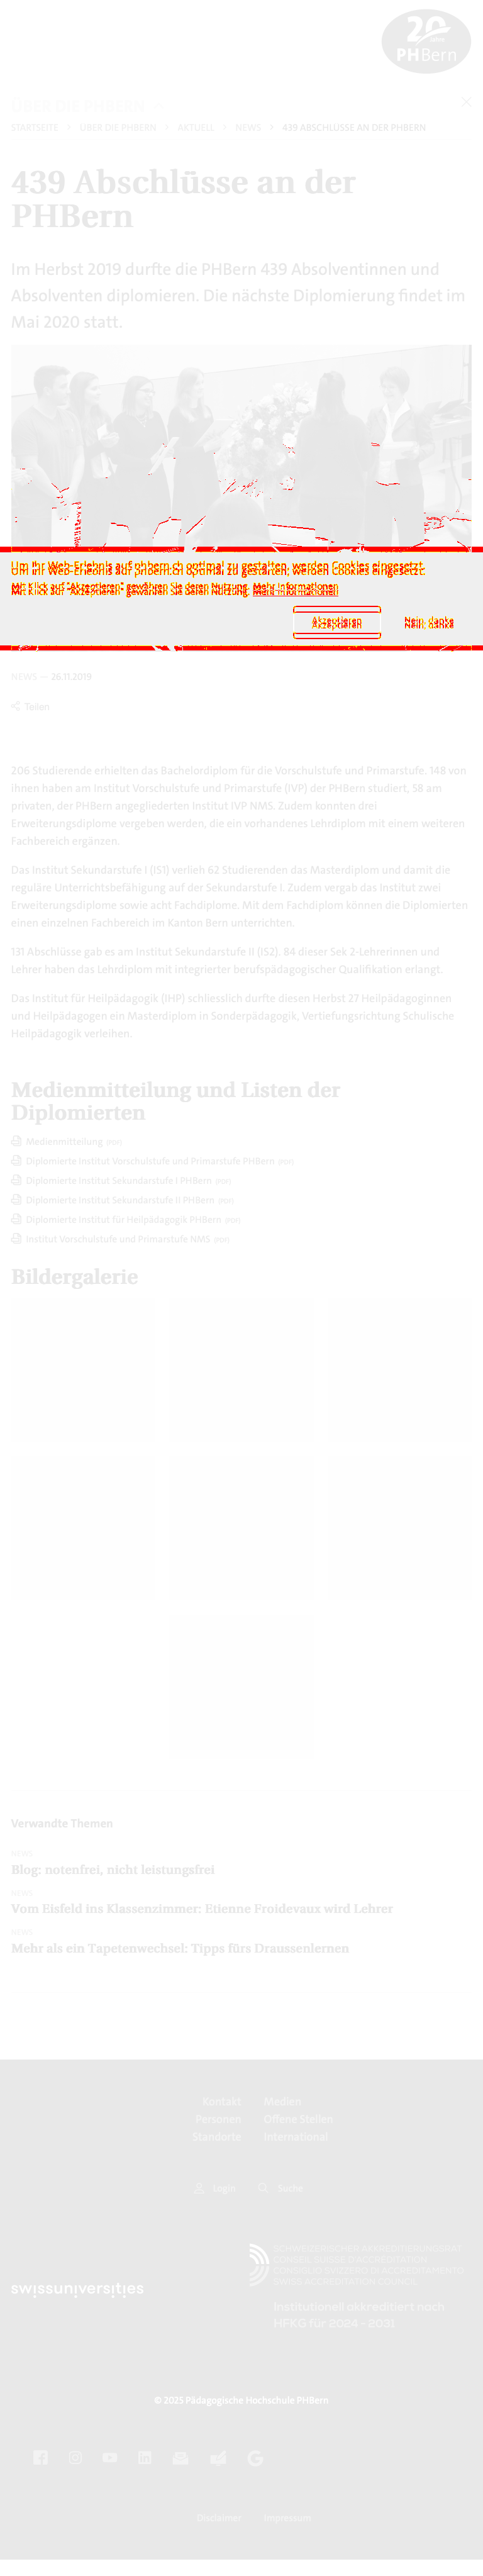 20
Jahre
PHBern
ÜBER DIE PHBERN
STARTSEITE > ÜBER DIE PHBERN > AKTUELL > NEWS > 439 ABSCHLÜSSE AN DER PHBERN
439 Abschlüsse an der
PHBern
Im Herbst 2019 durfte die PHBern 439 Absolventinnen und
Absolventen diplomieren. Die nächste Diplomierung findet im
Mai 2020 statt.
Um Ihr Web-Erlebnis auf phbern.ch optimal zu gestalten, werden Cookies eingesetzt.
Mit Klick auf "Akzeptieren" gewähren Sie deren Nutzung. Mehr Informationen
Akzeptieren Nein, danke
NEWS — 26.11.2019
Teilen
206 Studierende erhielten das Bachelordiplom für die Vorschulstufe und Primarstufe. 148 von
Ihnen haben am Institut Vorschulstufe und Primarstufe (IVP) der PHBern studiert, 58 am
privaten, der PHBern angegliederten Institut IVP NMS. Zudem konnten drei
Erweiterungsdiplome vergeben werden, die ein vorhandenes Lehrdiplom mit einem weiteren
Fachbereich ergänzen.
Das Institut Sekundarstufe I (IS1) verlieh 62 Studierenden das Masterdiplom und damit die
reguläre Unterrichtsbefähigung auf der Sekundarstufe I. Zudem vergab das Institut zwei
Erweiterungsdiplome sowie acht Fachdiplome. Mit dem Fachdiplom können die Diplomierten
einen einzelnen Fachbereich im Kanton Bern unterrichten.
131 Abschlüsse gab es am Institut Sekundarstufe II (IS2). 84 dieser Sek 2-Lehrerinnen und
Lehrer haben das Lehrdiplom mit integrierter berufspädagogischer Qualifikation erlangt.
Das Institut für Heilpädagogik (IHP) schliesslich durfte diesen Herbst 27 Heilpädagoginnen
und Heilpädagogen ein Masterdiplom in Sonderpädagogik, Vertiefungsrichtung Schulische
Heilpädagogik verleihen.
Medienmitteilung und Listen der
Diplomierten
Medienmitteilung (PDF)
Diplomierte Institut Vorschulstufe und Primarstufe PHBern (PDF)
Diplomierte Institut Sekundarstufe I PHBern (PDF)
Diplomierte Institut Sekundarstufe II PHBern (PDF)
Diplomierte Institut für Heilpädagogik PHBern (PDF)
Institut Vorschulstufe und Primarstufe NMS (PDF)
Bildergalerie
Verwandte Themen
NEWS
Blog: notenfrei, nicht leistungsfrei
NEWS
Vom Eisfeld ins Klassenzimmer: Etienne Froidevaux wird Lehrer
NEWS
Mehr als ein Tapetenwechsel: Tipps fürs Draussenlernen
Kontakt Medien
Personen Offene Stellen
Standorte International
Login Suche
swissuniversities
SCHWEIZERISCHER AKKREDITIERUNGSRAT
CONSEIL SUISSE D'ACCRÉDITATION
CONSIGLIO SVIZZERO DI ACCREDITAMENTO
SWISS ACCREDITATION COUNCIL
Institutionell akkreditiert nach
HFKG für 2024 - 2031
© 2025 Pädagogische Hochschule PHBern
Disclaimer Impressum